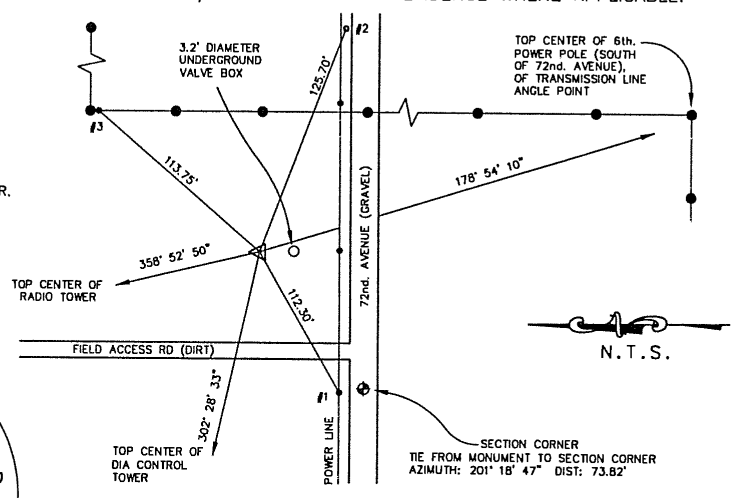 #2
3.2' DIAMETER
UNDERGROUND
VALVE BOX
TOP CENTER OF 6th.
POWER POLE (SOUTH
OF 72nd. AVENUE),
OF TRANSMISSION LINE
ANGLE POINT
125.70'
#3
113.75'
178° 54' 10"
R.
72nd. AVENUE (GRAVEL)
358° 52' 50"
TOP CENTER OF
RADIO TOWER
112.30'
N.T.S.
FIELD ACCESS RD (DIRT)
302° 28' 33"
#1
TOP CENTER OF
DIA CONTROL
TOWER
POWER LINE
SECTION CORNER
TIE FROM MONUMENT TO SECTION CORNER
AZIMUTH: 201° 18' 47" DIST: 73.82'